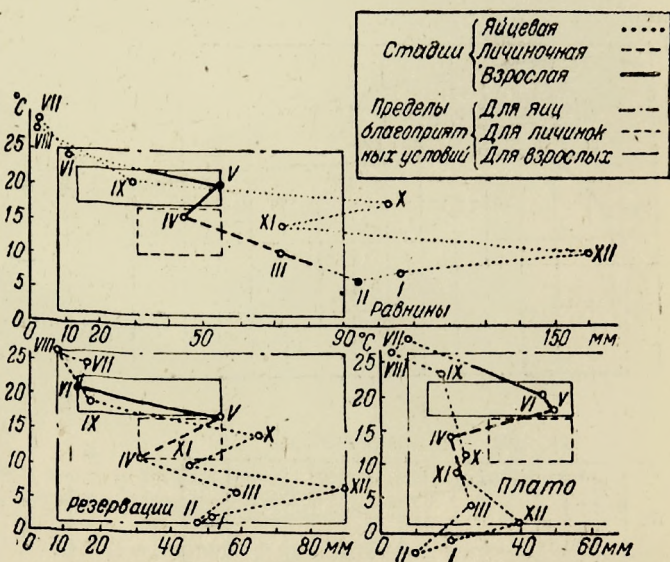 Стадии
Яйцевая
Личиночная
Взрослая
Пределы благоприятных условий
Для яиц
Для личинок
Для взрослых
°C
VII
VIII
VI
IX
V
IV
X
XI
XII
III
II
I
25
20
15
10
5
0
Равнины
0 10 20 50 90 150 мм
VIII
VII
VI
IX
V
X
IV
XI
XII
III
II
I
25
20
15
10
5
0
Резервации
0 10 20 40 60 80 мм
°C
VII
VIII
IX
VI
V
IV
X
XI
III
XII
II
I
25
20
15
10
5
0
Плато
0 20 40 60 мм